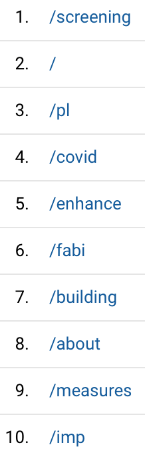 1. /screening
2. /
3. /pl
4. /covid
5. /enhance
6. /fabi
7. /building
8. /about
9. /measures
10. /imp